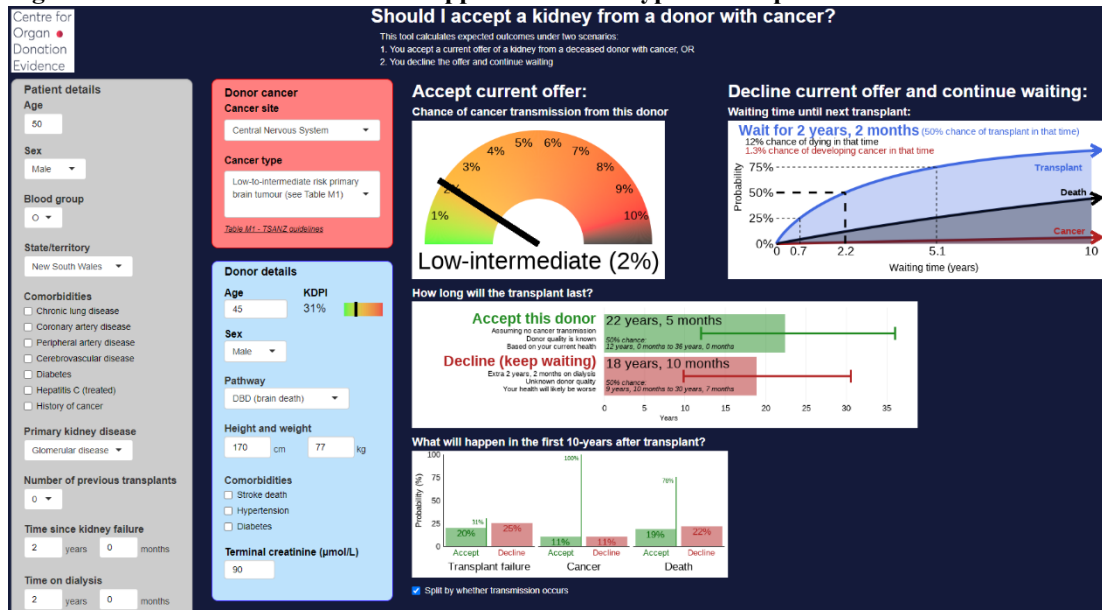 Centre for
Organ
Donation
Evidence
Should I accept a kidney from a donor with cancer?
This tool calculates expected outcomes under two scenarios:
1. You accept a current offer of a kidney from a deceased donor with cancer, OR
2. You decline the offer and continue waiting
Patient details
Age
50
Sex
Male
Blood group
O
State/territory
New South Wales
Comorbidities
Chronic lung disease
Coronary artery disease
Peripheral artery disease
Cerebrovascular disease
Diabetes
Hepatitis C (treated)
History of cancer
Primary kidney disease
Glomerular disease
Number of previous transplants
0
Time since kidney failure
2 years 0 months
Time on dialysis
2 years 0 months
Donor cancer
Cancer site
Central Nervous System
Cancer type
Low-to-intermediate risk primary
brain tumour (see Table M1)
Table M1 - TSANZ guidelines
Donor details
Age KDPI
45 31%
Sex
Male
Pathway
DBD (brain death)
Height and weight
170 cm 77 kg
Comorbidities
Stroke death
Hypertension
Diabetes
Terminal creatinine (μmol/L)
90
Accept current offer:
Chance of cancer transmission from this donor
1% 2% 3% 4% 5% 6% 7% 8% 9% 10%
Low-intermediate (2%)
Decline current offer and continue waiting:
Waiting time until next transplant:
Wait for 2 years, 2 months (50% chance of transplant in that time)
12% chance of dying in that time
1.3% chance of developing cancer in that time
Probability
75%
50%
25%
0%
Transplant
Death
Cancer
0 0.7 2.2 5.1 10
Waiting time (years)
How long will the transplant last?
Accept this donor
Assuming no cancer transmission
Donor quality is known
Based on your current health
22 years, 5 months
50% chance:
12 years, 0 months to 36 years, 0 months
Decline (keep waiting)
Extra 2 years, 2 months on dialysis
Unknown donor quality
Your health will likely be worse
18 years, 10 months
50% chance:
9 years, 10 months to 30 years, 7 months
0 5 10 15 20 25 30 35
Years
What will happen in the first 10-years after transplant?
Probability (%)
100
75
50
25
0
31%
20% 25%
100%
11% 11%
76%
19% 22%
Accept Decline Accept Decline Accept Decline
Transplant failure Cancer Death
Split by whether transmission occurs